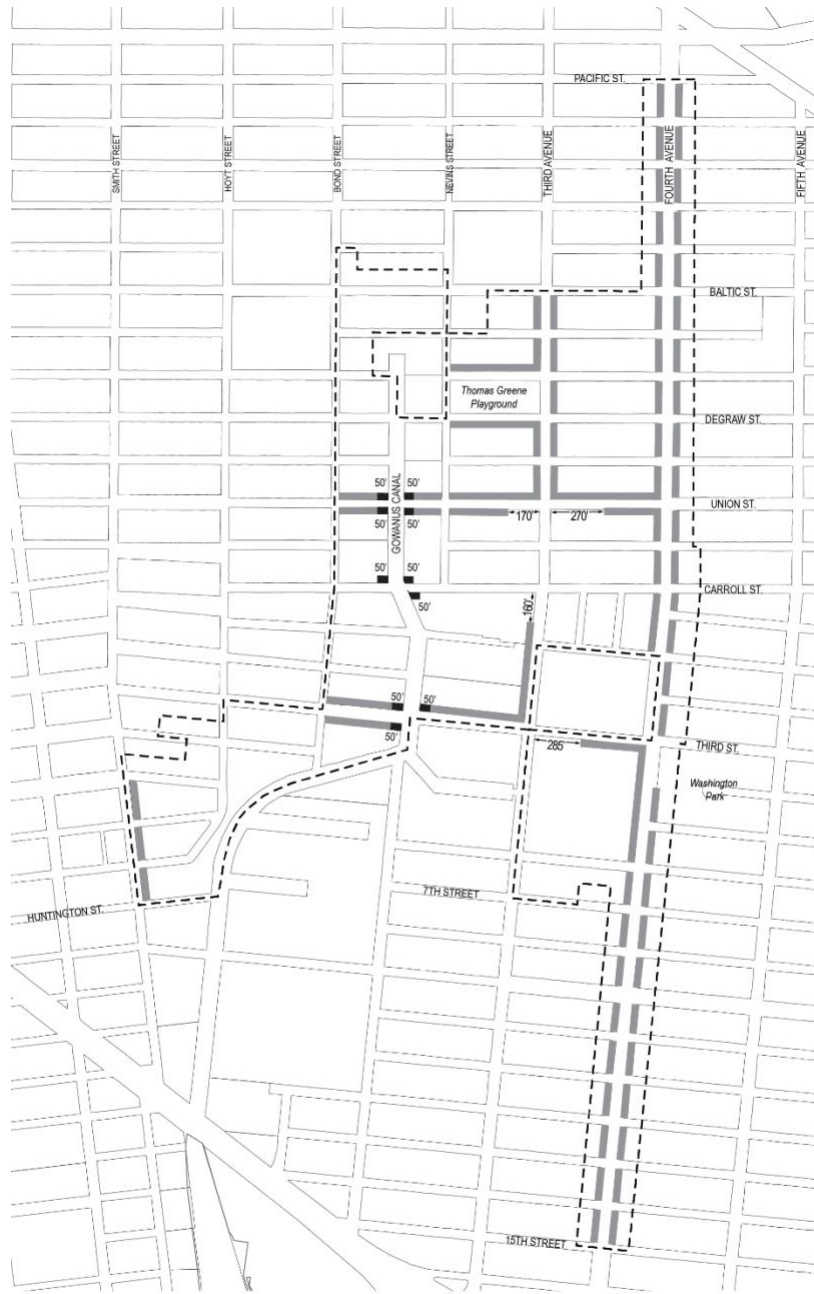 PACIFIC ST.
SMITH STREET
HOYT STREET
BOND STREET
NEVINS STREET
THIRD AVENUE
FOURTH AVENUE
FIFTH AVENUE
BALTIC ST.
Thomas Greene
Playground
DEGRAW ST.
50'
50'
GOWANUS CANAL
UNION ST.
50'
50'
170'
270'
50'
50'
CARROLL ST.
50'
160'
50'
50'
50'
THIRD ST.
285'
Washington
Park
7TH STREET
HUNTINGTON ST.
15TH STREET